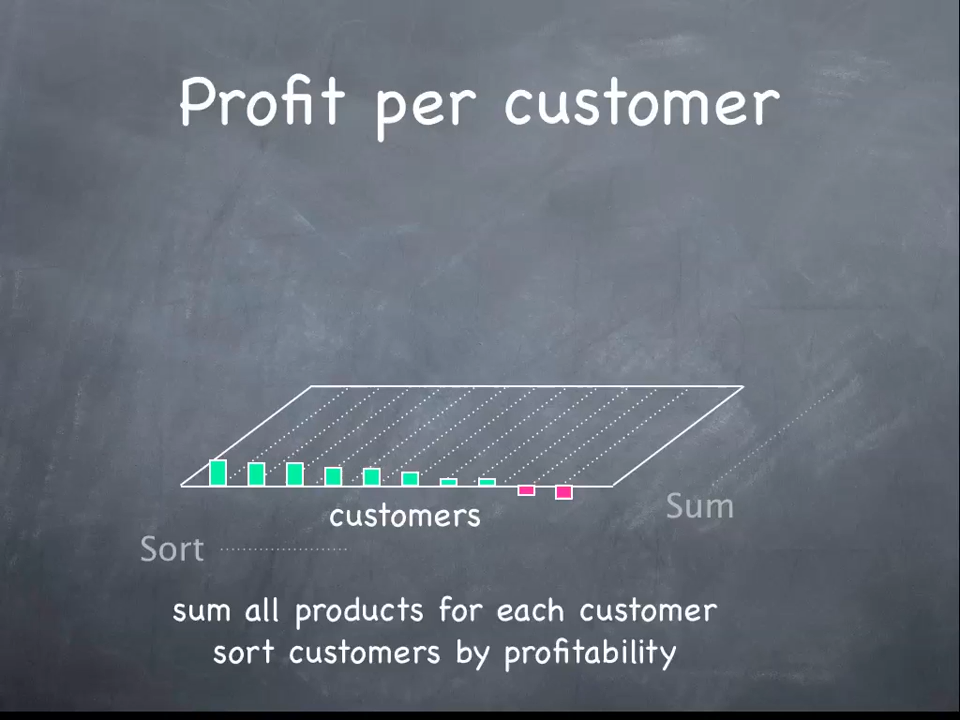 Profit per customer
customers
Sum
Sort
sum all products for each customer
sort customers by profitability